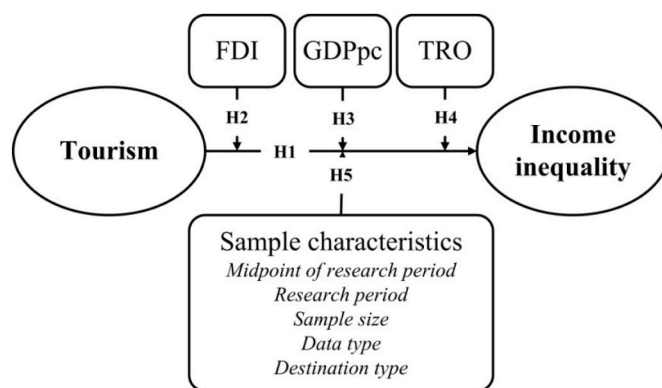 FDI
GDPpc
TRO
H2
H3
H4
Tourism
H1
Income
inequality
H5
Sample characteristics
Midpoint of research period
Research period
Sample size
Data type
Destination type